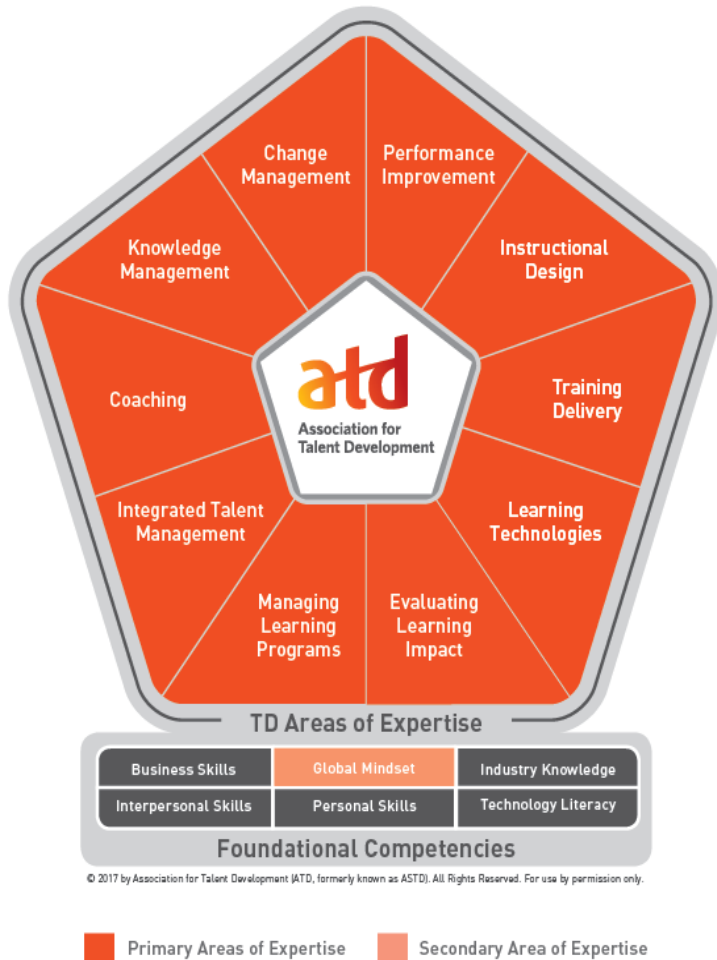 Change
Management
Performance
Improvement
Knowledge
Management
Instructional
Design
Coaching
atd
Association for
Talent Development
Training
Delivery
Integrated Talent
Management
Learning
Technologies
Managing
Learning
Programs
Evaluating
Learning
Impact
TD Areas of Expertise
Business Skills
Global Mindset
Industry Knowledge
Interpersonal Skills
Personal Skills
Technology Literacy
Foundational Competencies
© 2017 by Association for Talent Development (ATD, formerly known as ASTD). All Rights Reserved. For use by permission only.
Primary Areas of Expertise
Secondary Area of Expertise